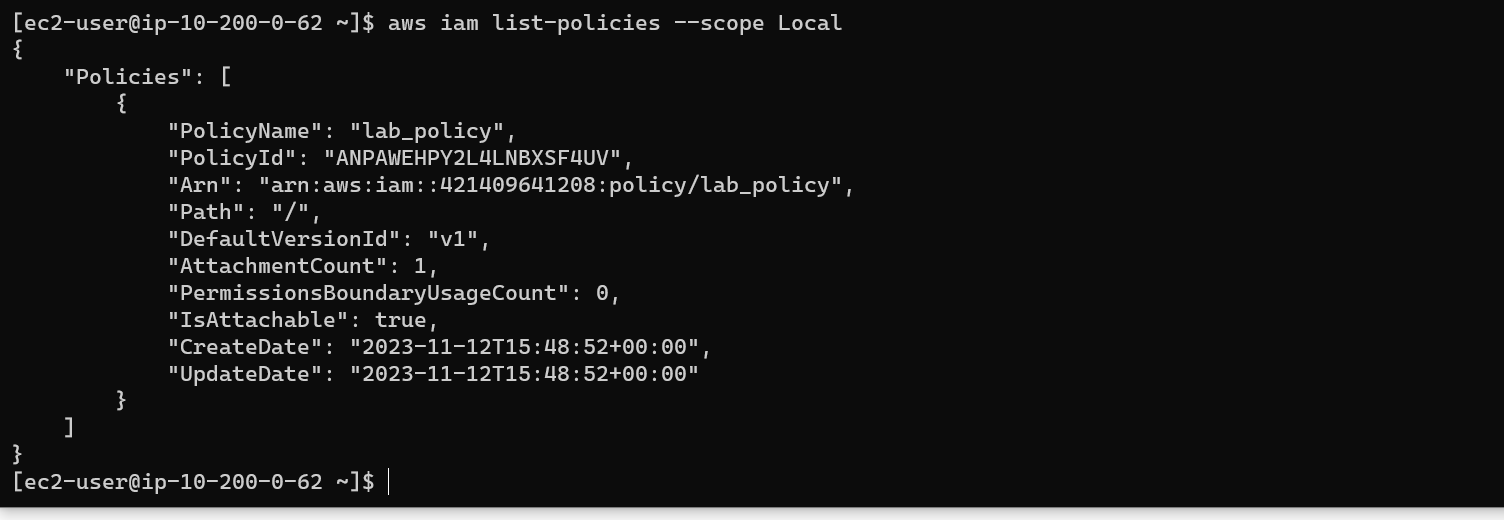 [ec2-user@ip-10-200-0-62 ~]$ aws iam list-policies --scope Local
{
    "Policies": [
        {
            "PolicyName": "lab_policy",
            "PolicyId": "ANPAWEHPY2L4LNBXSF4UV",
            "Arn": "arn:aws:iam::421409641208:policy/lab_policy",
            "Path": "/",
            "DefaultVersionId": "v1",
            "AttachmentCount": 1,
            "PermissionsBoundaryUsageCount": 0,
            "IsAttachable": true,
            "CreateDate": "2023-11-12T15:48:52+00:00",
            "UpdateDate": "2023-11-12T15:48:52+00:00"
        }
    ]
}
[ec2-user@ip-10-200-0-62 ~]$